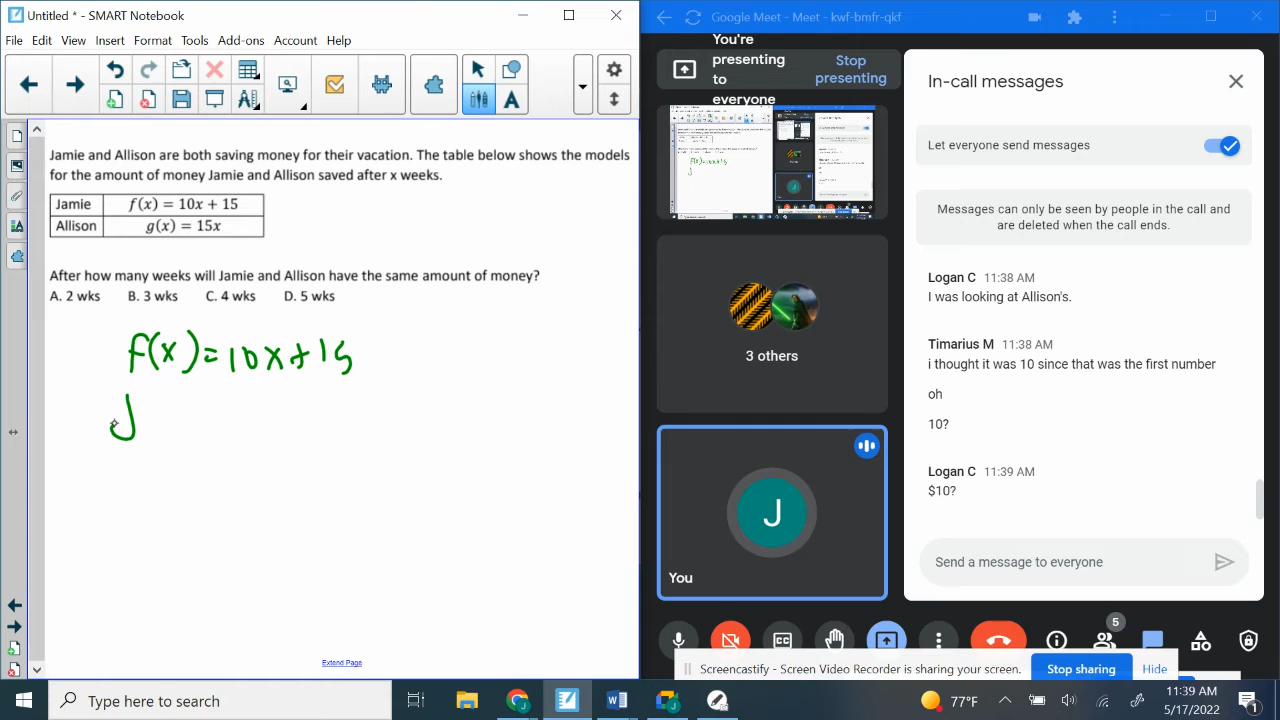 Untitled * - SMART Notebook
File Edit View Insert Format Tools Add-ons Account Help
A
Jamie and Allison are both saving money for their vacation. The table below shows the models
for the amount of money Jamie and Allison saved after x weeks.
Jamie f(x) = 10x + 15
Allison g(x) = 15x
After how many weeks will Jamie and Allison have the same amount of money?
A. 2 wks B. 3 wks C. 4 wks D. 5 wks
f(x) = 10x + 15
J
Extend Page
Google Meet - Meet - kwf-bmfr-qkf
You're
presenting
to
everyone
Stop
presenting
3 others
J
You
In-call messages
Let everyone send messages
Messages can only be seen by people in the call and
are deleted when the call ends.
Logan C 11:38 AM
I was looking at Allison's.
Timarius M 11:38 AM
i thought it was 10 since that was the first number
oh
10?
Logan C 11:39 AM
$10?
Send a message to everyone
5
Screencastify - Screen Video Recorder is sharing your screen.
Stop sharing
Hide
Type here to search
77°F
11:39 AM
5/17/2022
1